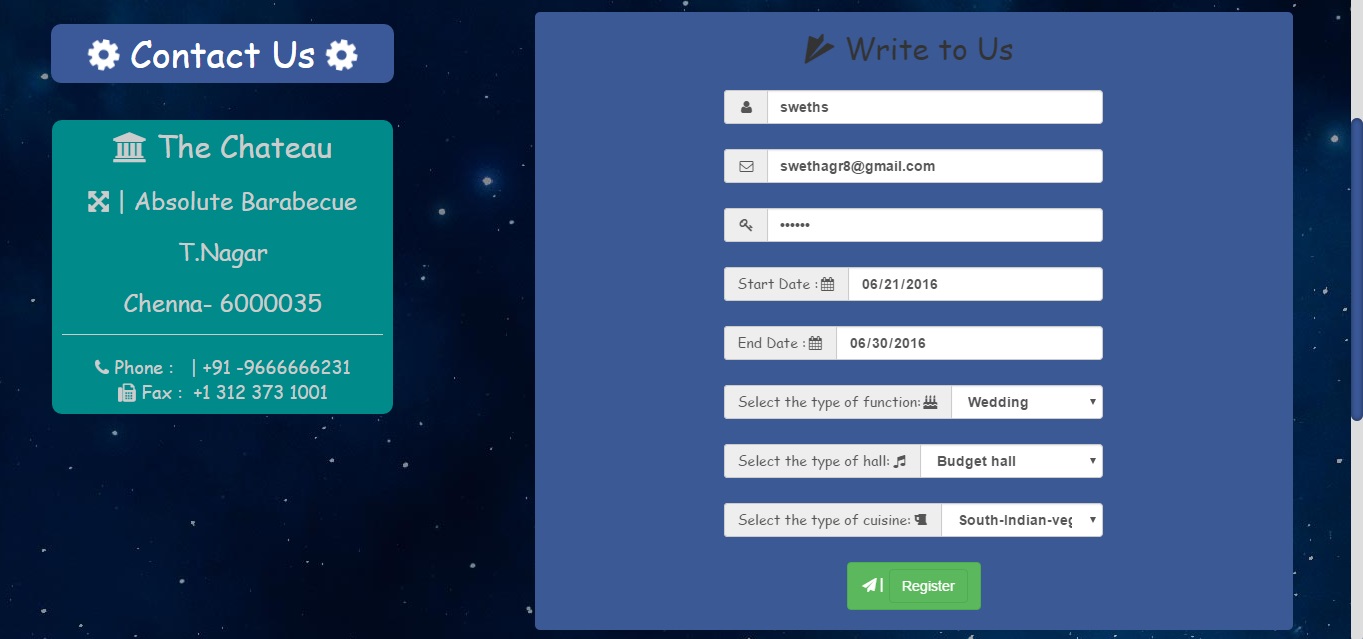 Contact Us
The Chateau
| Absolute Barabecue
T.Nagar
Chenna- 6000035
Phone : | +91 -9666666231
Fax : +1 312 373 1001
Write to Us
sweths
swethagr8@gmail.com
••••••
Start Date : 06/21/2016
End Date : 06/30/2016
Select the type of function: Wedding
Select the type of hall: Budget hall
Select the type of cuisine: South-Indian-veg
| Register